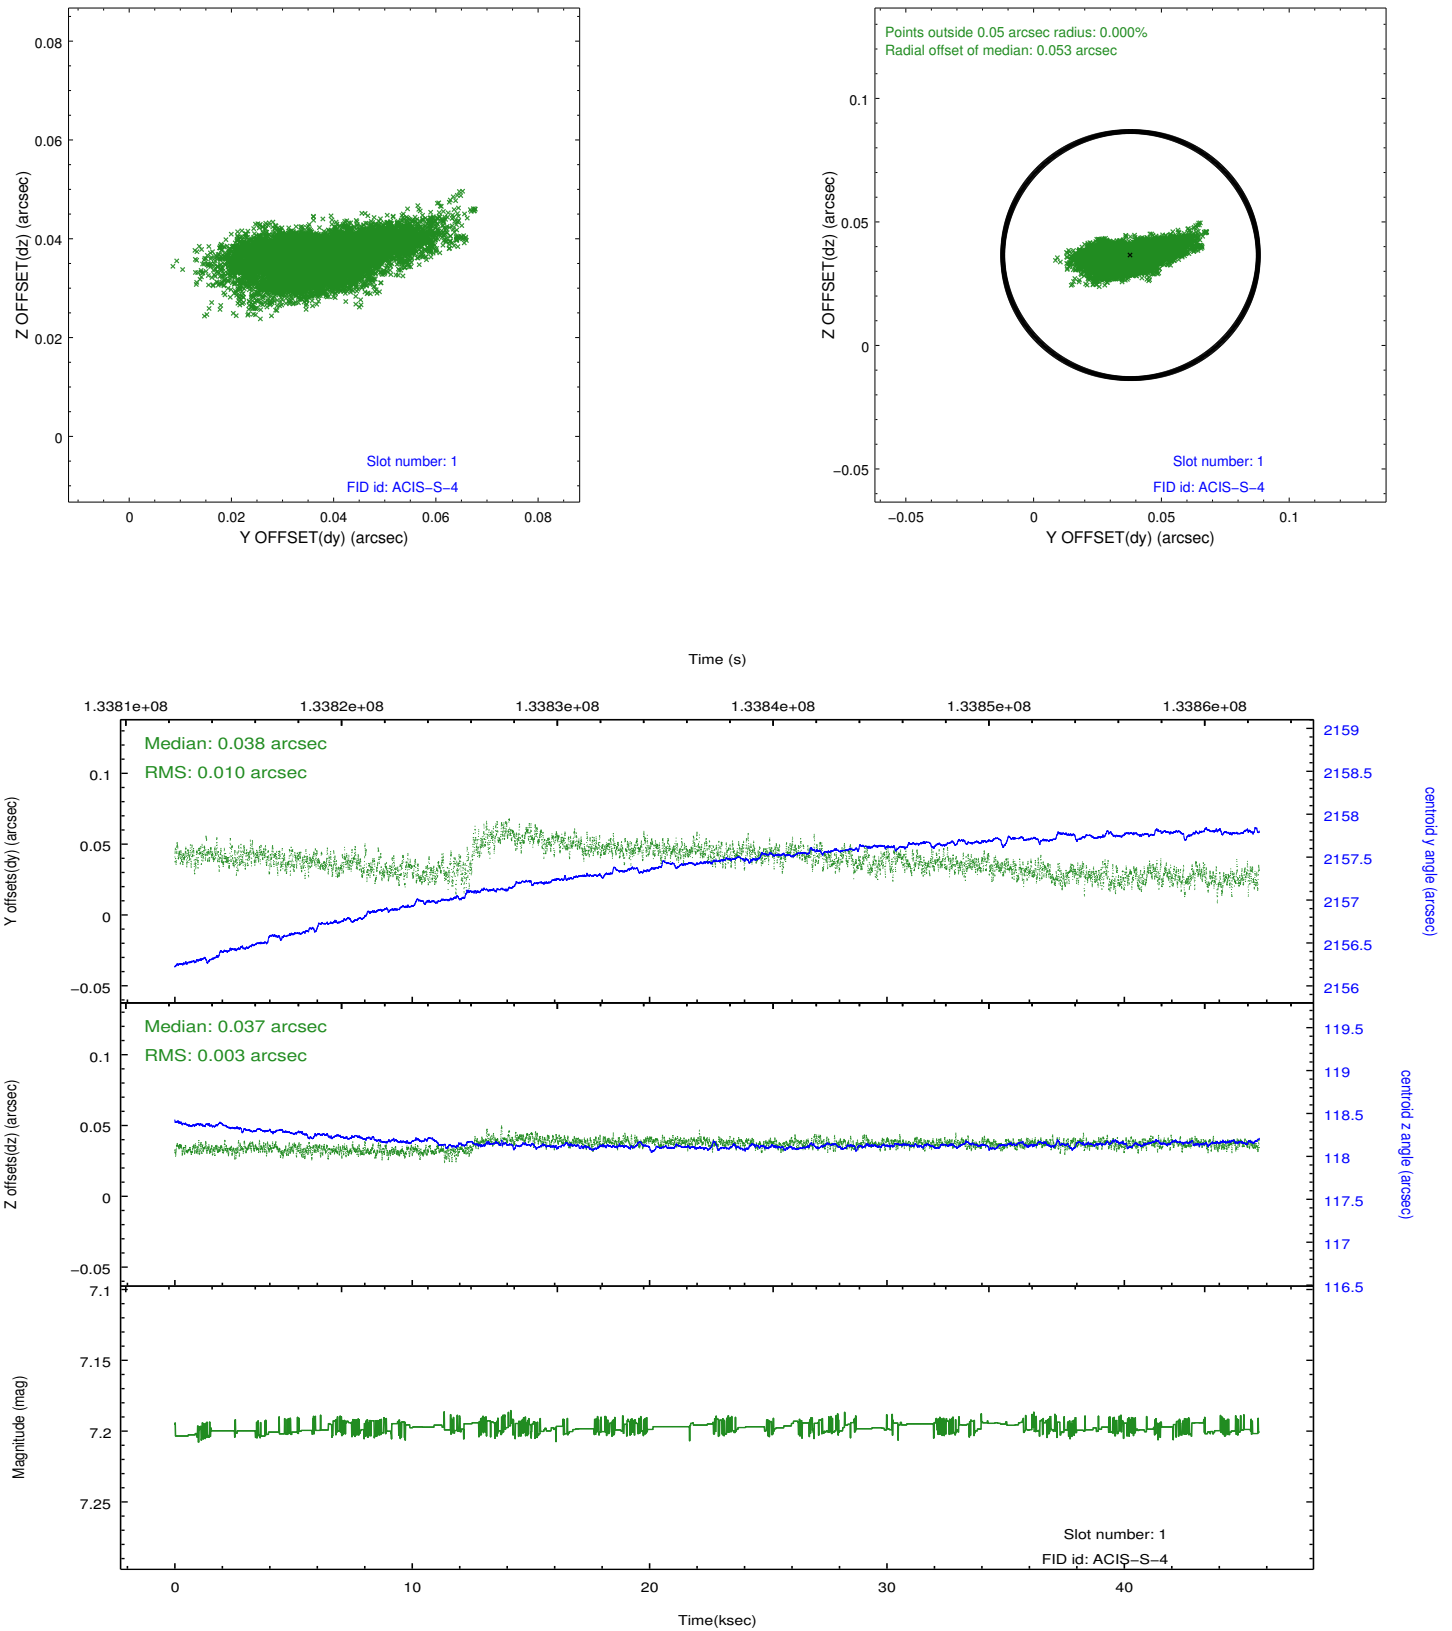 0.08
0.06
0.04
0.02
0
Z OFFSET(dz) (arcsec)
Slot number: 1
FID id: ACIS−S−4
0 0.02 0.04 0.06 0.08
Y OFFSET(dy) (arcsec)
Points outside 0.05 arcsec radius: 0.000%
Radial offset of median: 0.053 arcsec
0.1
0.05
0
−0.05
Z OFFSET(dz) (arcsec)
Slot number: 1
FID id: ACIS−S−4
−0.05 0 0.05 0.1
Y OFFSET(dy) (arcsec)
Time (s)
1.3381e+08 1.3382e+08 1.3383e+08 1.3384e+08 1.3385e+08 1.3386e+08
Median: 0.038 arcsec
RMS: 0.010 arcsec
0.1
0.05
0
−0.05
Y offsets(dy) (arcsec)
2159
2158.5
2158
2157.5
2157
2156.5
2156
centroid y angle (arcsec)
Median: 0.037 arcsec
RMS: 0.003 arcsec
0.1
0.05
0
−0.05
Z offsets(dz) (arcsec)
119.5
119
118.5
118
117.5
117
116.5
centroid z angle (arcsec)
7.1
7.15
7.2
7.25
Magnitude (mag)
Slot number: 1
FID id: ACIS−S−4
0 10 20 30 40
Time(ksec)